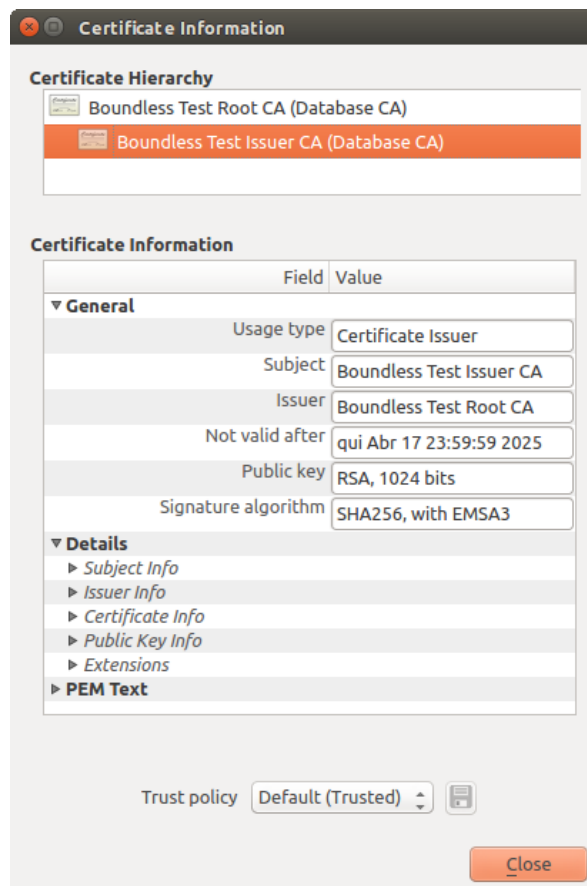 Certificate Information
Certificate Hierarchy
Boundless Test Root CA (Database CA)
Boundless Test Issuer CA (Database CA)
Certificate Information
Field Value
General
Usage type Certificate Issuer
Subject Boundless Test Issuer CA
Issuer Boundless Test Root CA
Not valid after qui Abr 17 23:59:59 2025
Public key RSA, 1024 bits
Signature algorithm SHA256, with EMSA3
Details
Subject Info
Issuer Info
Certificate Info
Public Key Info
Extensions
PEM Text
Trust policy Default (Trusted)
Close